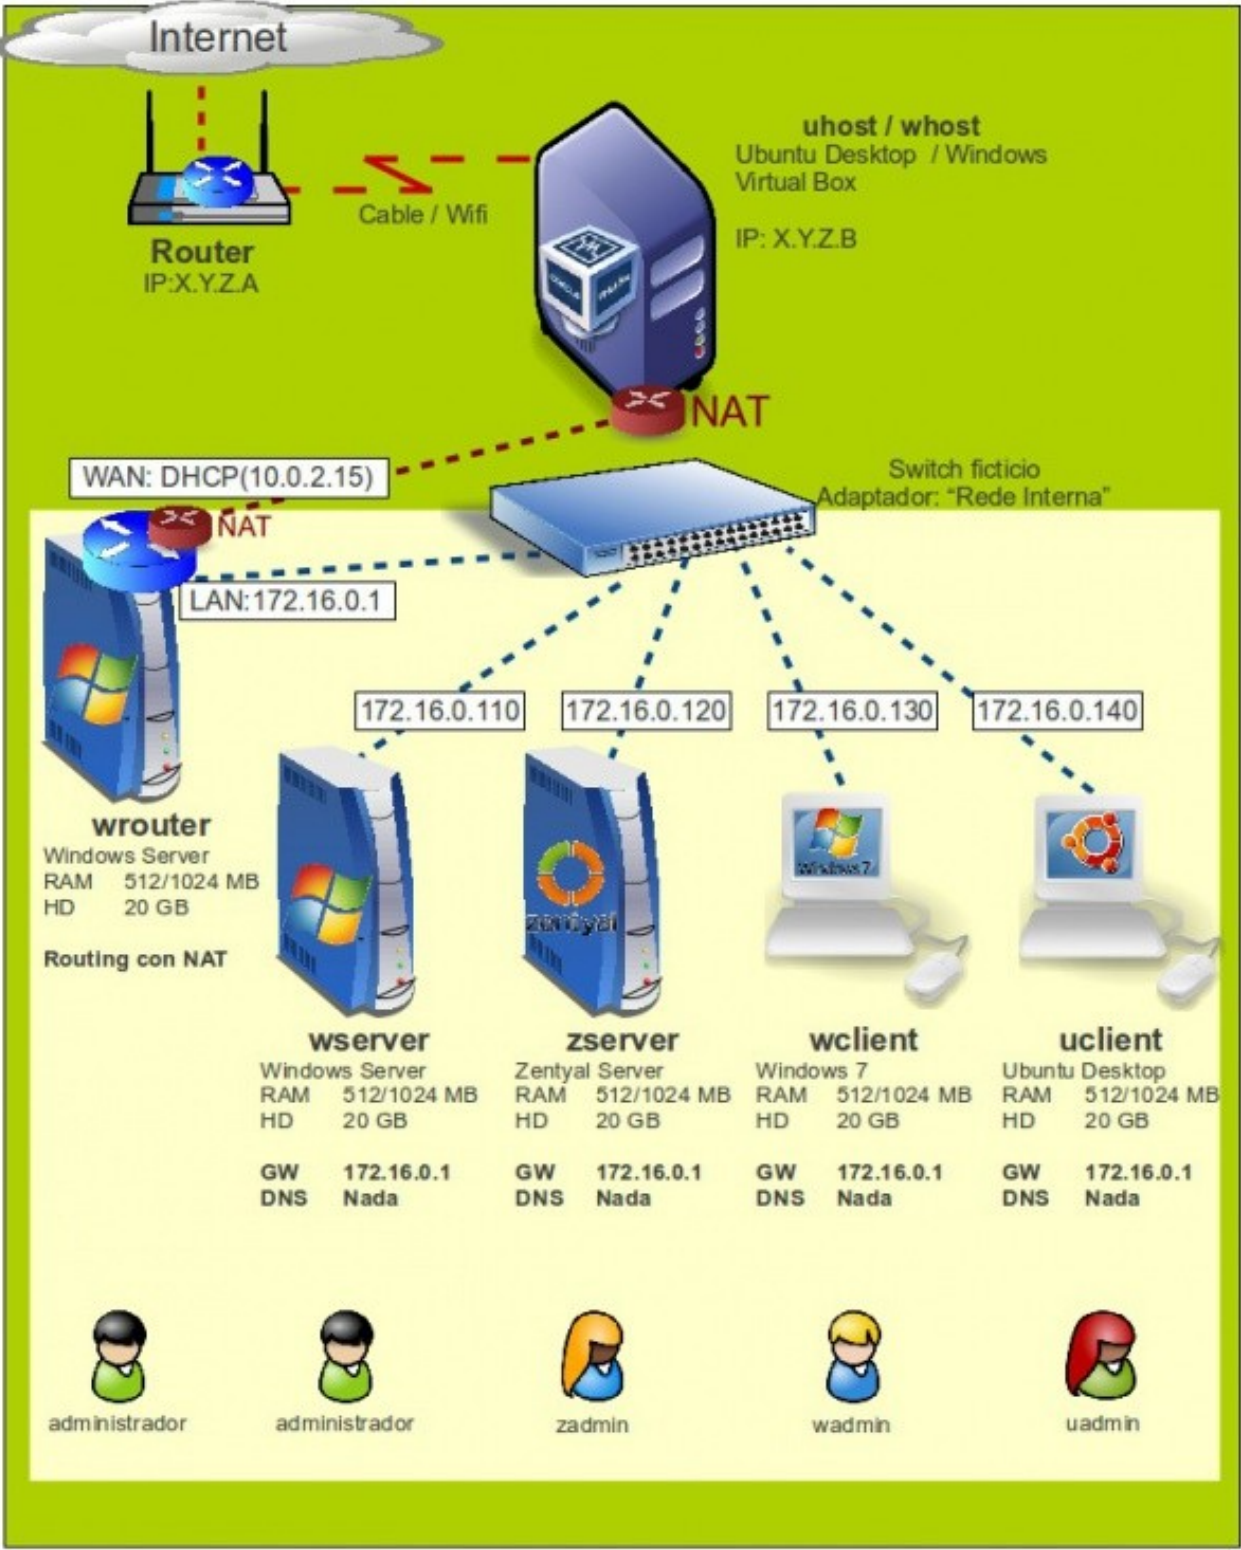 Internet
uhost / whost
Ubuntu Desktop / Windows
Virtual Box
IP: X.Y.Z.B
Cable / Wifi
Router
IP:X.Y.Z.A
NAT
WAN: DHCP(10.0.2.15)
Switch ficticio
Adaptador: “Rede Interna”
NAT
LAN:172.16.0.1
172.16.0.110
172.16.0.120
172.16.0.130
172.16.0.140
wrouter
Windows Server
RAM 512/1024 MB
HD 20 GB
Routing con NAT
Windows 7
zentyal
wserver
Windows Server
RAM 512/1024 MB
HD 20 GB
GW 172.16.0.1
DNS Nada
zserver
Zentyal Server
RAM 512/1024 MB
HD 20 GB
GW 172.16.0.1
DNS Nada
wclient
Windows 7
RAM 512/1024 MB
HD 20 GB
GW 172.16.0.1
DNS Nada
uclient
Ubuntu Desktop
RAM 512/1024 MB
HD 20 GB
GW 172.16.0.1
DNS Nada
administrador
administrador
zadmin
wadmin
uadmin